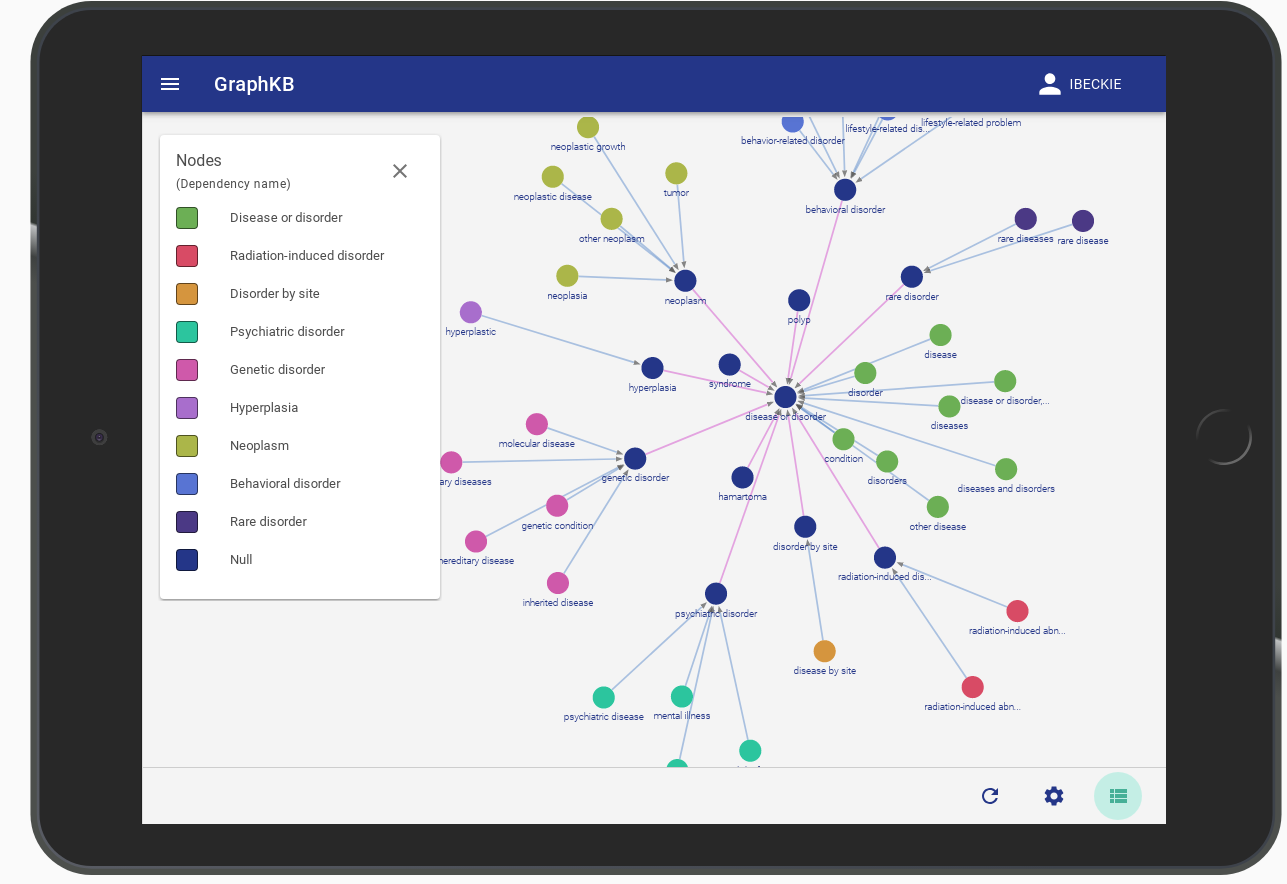 GraphKB
IBECKIE
Nodes
(Dependency name)
Disease or disorder
Radiation-induced disorder
Disorder by site
Psychiatric disorder
Genetic disorder
Hyperplasia
Neoplasm
Behavioral disorder
Rare disorder
Null
lifestyle-related problem
lifestyle-related dis...
behavior-related disorder
neoplastic growth
tumor
neoplastic disease
behavioral disorder
other neoplasm
rare diseases
rare disease
neoplasia
neoplasm
rare disorder
polyp
hyperplastic
disease
hyperplasia
syndrome
disorder
disease or disorder,...
disease or disorder
diseases
molecular disease
condition
genetic disorder
ary diseases
disorders
diseases and disorders
hamartoma
genetic condition
other disease
disorder by site
hereditary disease
radiation-induced dis...
inherited disease
psychiatric disorder
radiation-induced abn...
disease by site
radiation-induced abn...
psychiatric disease
mental illness